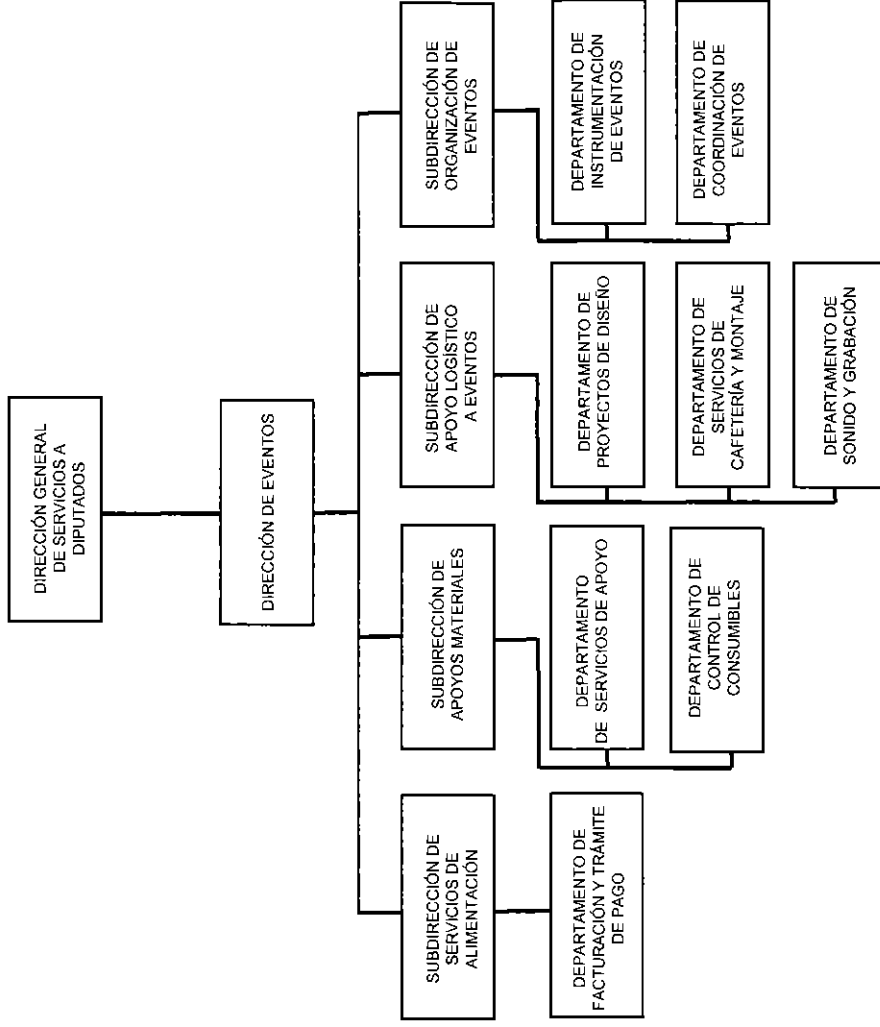 DIRECCIÓN GENERAL
DE SERVICIOS A
DIPUTADOS
DIRECCIÓN DE EVENTOS
SUBDIRECCIÓN DE
SERVICIOS DE
ALIMENTACIÓN
SUBDIRECCIÓN DE
APOYOS MATERIALES
SUBDIRECCIÓN DE
APOYO LOGÍSTICO
A EVENTOS
SUBDIRECCIÓN DE
ORGANIZACIÓN DE
EVENTOS
DEPARTAMENTO DE
FACTURACIÓN Y TRÁMITE
DE PAGO
DEPARTAMENTO
DE SERVICIOS DE APOYO
DEPARTAMENTO DE
PROYECTOS DE DISEÑO
DEPARTAMENTO DE
INSTRUMENTACIÓN
DE EVENTOS
DEPARTAMENTO DE
CONTROL DE
CONSUMIBLES
DEPARTAMENTO DE
SERVICIOS DE
CAFETERÍA Y MONTAJE
DEPARTAMENTO DE
COORDINACIÓN DE
EVENTOS
DEPARTAMENTO DE
SONIDO Y GRABACIÓN